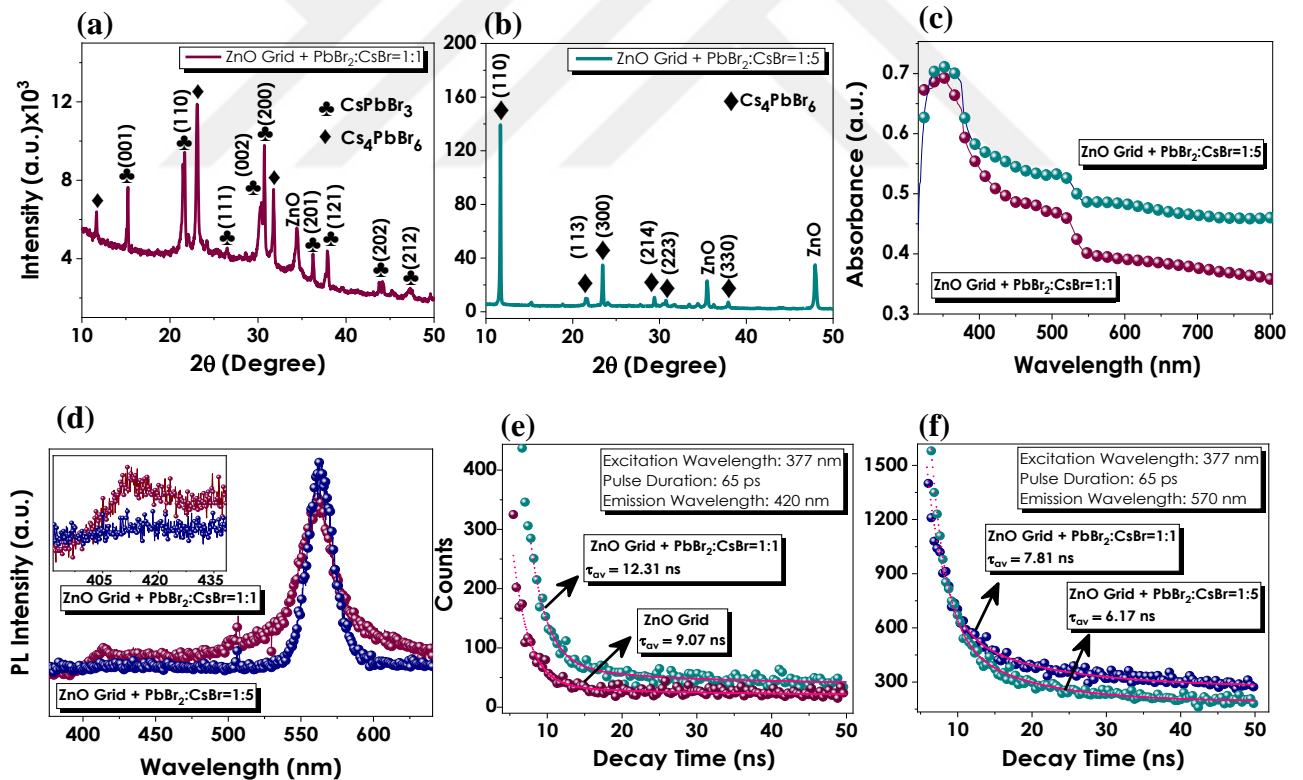 (a)
ZnO Grid + PbBr₂:CsBr=1:1
♣ CsPbBr₃
♦ Cs₄PbBr₆
(001)
(110)
(111)
(002)
(200)
ZnO
(201)
(121)
(202)
(212)
Intensity (a.u.)x10³
12
8
4
10 20 30 40 50
2θ (Degree)
(b)
ZnO Grid + PbBr₂:CsBr=1:5
♦ Cs₄PbBr₆
(110)
(113)
(300)
(214)
(223)
ZnO
(330)
ZnO
200
160
120
80
40
0
10 20 30 40 50
2θ (Degree)
(c)
Absorbance (a.u.)
0.7
0.6
0.5
0.4
0.3
ZnO Grid + PbBr₂:CsBr=1:5
ZnO Grid + PbBr₂:CsBr=1:1
400 500 600 700 800
Wavelength (nm)
(d)
PL Intensity (a.u.)
405 420 435
ZnO Grid + PbBr₂:CsBr=1:1
ZnO Grid + PbBr₂:CsBr=1:5
400 450 500 550 600
Wavelength (nm)
(e)
Counts
400
350
300
250
200
150
100
50
0
Excitation Wavelength: 377 nm
Pulse Duration: 65 ps
Emission Wavelength: 420 nm
ZnO Grid + PbBr₂:CsBr=1:1
τav = 12.31 ns
ZnO Grid
τav = 9.07 ns
10 20 30 40 50
Decay Time (ns)
(f)
1500
1200
900
600
300
Excitation Wavelength: 377 nm
Pulse Duration: 65 ps
Emission Wavelength: 570 nm
ZnO Grid + PbBr₂:CsBr=1:1
τav = 7.81 ns
ZnO Grid + PbBr₂:CsBr=1:5
τav = 6.17 ns
10 20 30 40 50
Decay Time (ns)